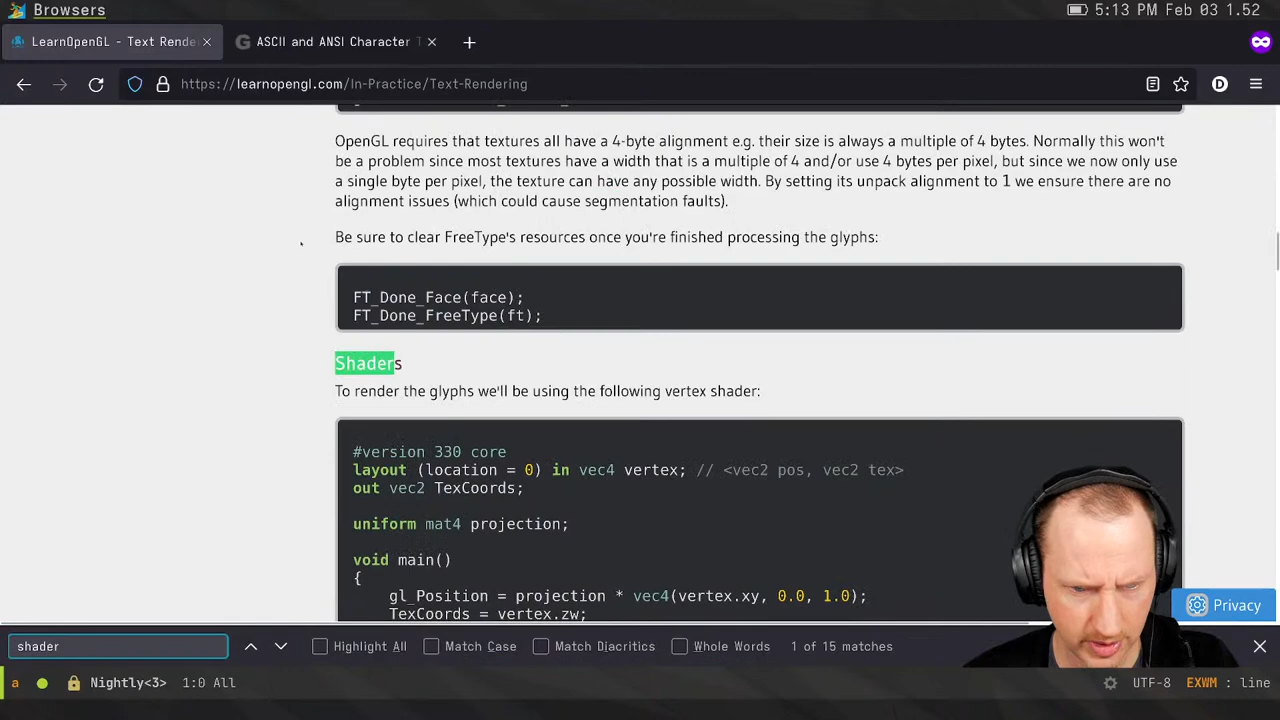 Browsers
5:13 PM Feb 03 1.52
LearnOpenGL - Text Rende
ASCII and ANSI Character T
https://learnopengl.com/In-Practice/Text-Rendering
D
OpenGL requires that textures all have a 4-byte alignment e.g. their size is always a multiple of 4 bytes. Normally this won't
be a problem since most textures have a width that is a multiple of 4 and/or use 4 bytes per pixel, but since we now only use
a single byte per pixel, the texture can have any possible width. By setting its unpack alignment to 1 we ensure there are no
alignment issues (which could cause segmentation faults).
Be sure to clear FreeType's resources once you're finished processing the glyphs:
FT_Done_Face(face);
FT_Done_FreeType(ft);
Shaders
To render the glyphs we'll be using the following vertex shader:
#version 330 core
layout (location = 0) in vec4 vertex; // <vec2 pos, vec2 tex>
out vec2 TexCoords;
uniform mat4 projection;
void main()
{
gl_Position = projection * vec4(vertex.xy, 0.0, 1.0);
TexCoords = vertex.zw;
Privacy
shader
Highlight All
Match Case
Match Diacritics
Whole Words
1 of 15 matches
a
Nightly<3>
1:0 All
UTF-8
EXWM : line